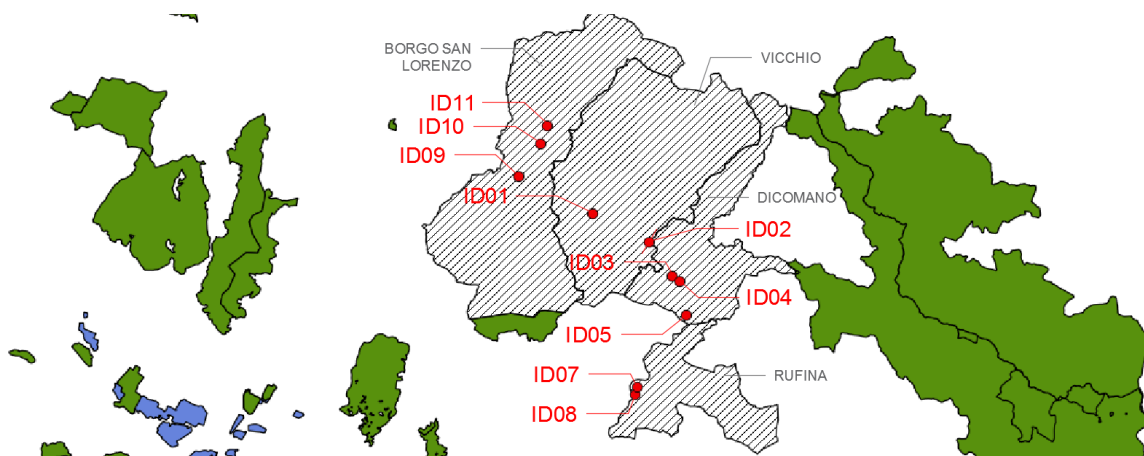 BORGO SAN
LORENZO
VICCHIO
ID11
ID10
ID09
ID01
DICOMANO
ID02
ID03
ID04
ID05
ID07
RUFINA
ID08